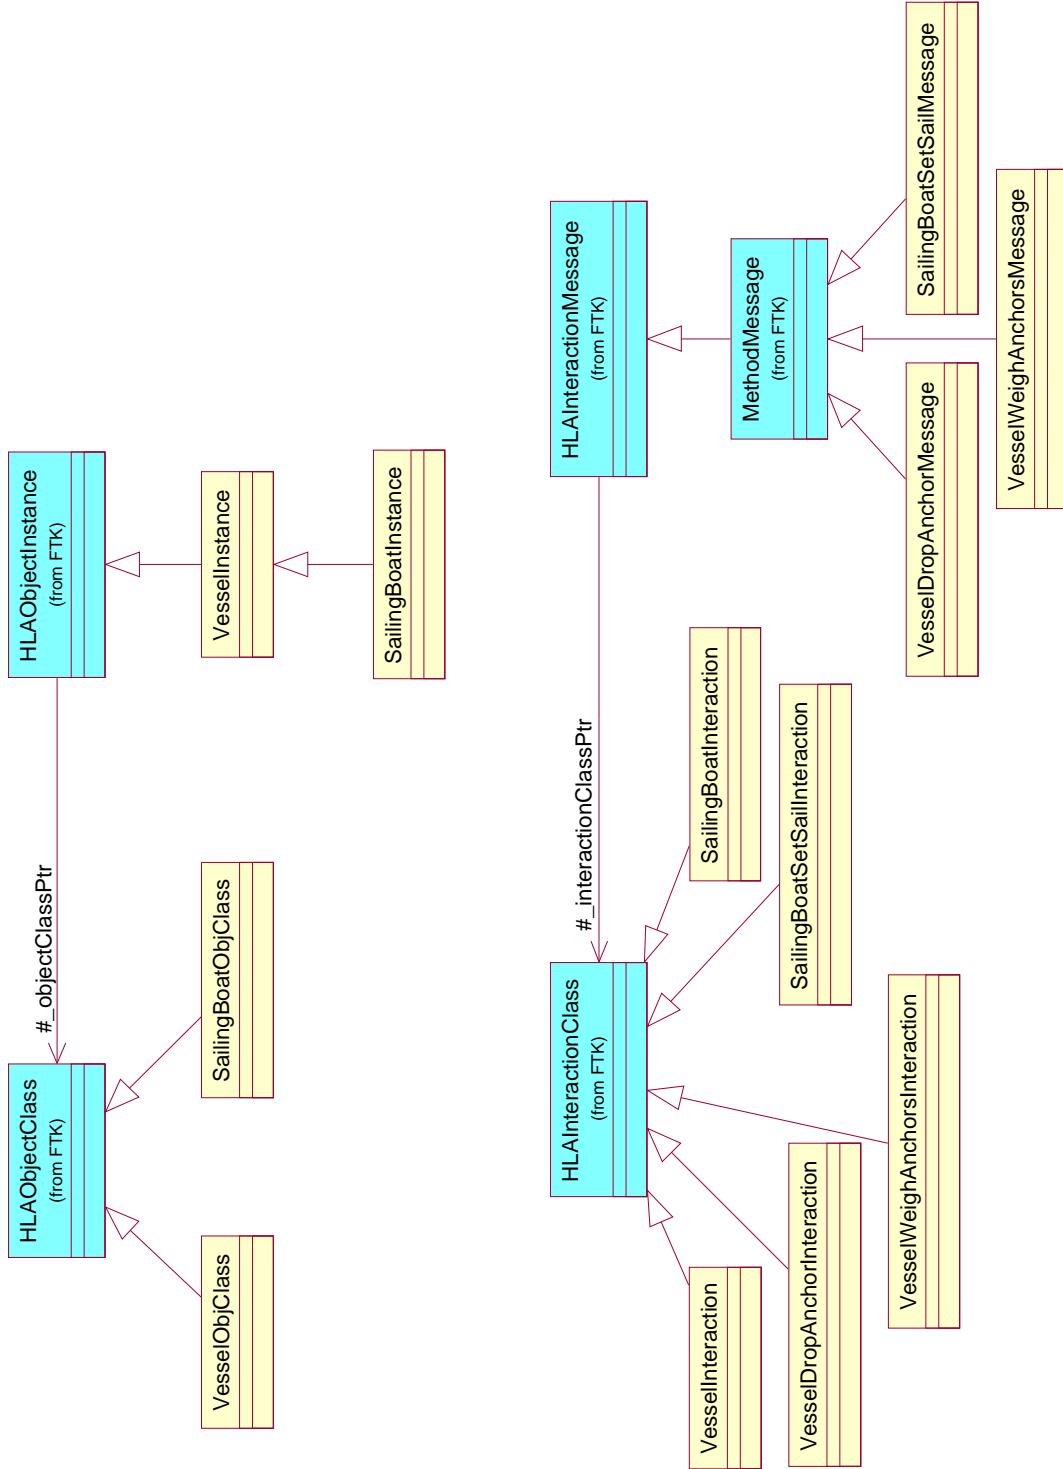 HLAObjectClass
(from FTK)
#_objectClassPtr
HLAObjectInstance
(from FTK)
VesselObjClass
SailingBoatObjClass
VesselInstance
SailingBoatInstance
HLAInteractionClass
(from FTK)
#_interactionClassPtr
HLAInteractionMessage
(from FTK)
VesselInteraction
SailingBoatInteraction
MethodMessage
(from FTK)
VesselDropAnchorInteraction
SailingBoatSetSailInteraction
VesselWeighAnchorsInteraction
VesselDropAnchorMessage
SailingBoatSetSailMessage
VesselWeighAnchorsMessage